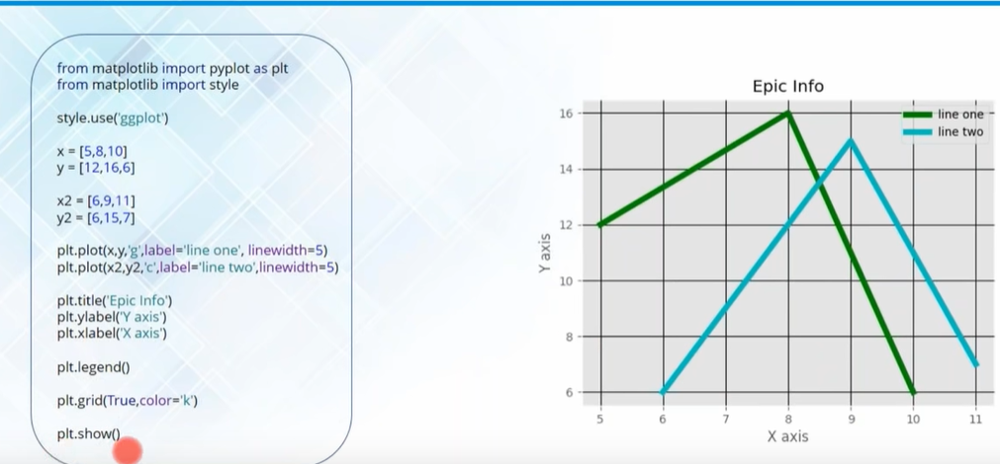 from matplotlib import pyplot as plt
from matplotlib import style
style.use('ggplot')
x = [5,8,10]
y = [12,16,6]
x2 = [6,9,11]
y2 = [6,15,7]
plt.plot(x,y,'g',label='line one', linewidth=5)
plt.plot(x2,y2,'c',label='line two',linewidth=5)
plt.title('Epic Info')
plt.ylabel('Y axis')
plt.xlabel('X axis')
plt.legend()
plt.grid(True,color='k')
plt.show()
Epic Info
line one
line two
16
14
12
10
8
6
Y axis
5 6 7 8 9 10 11
X axis